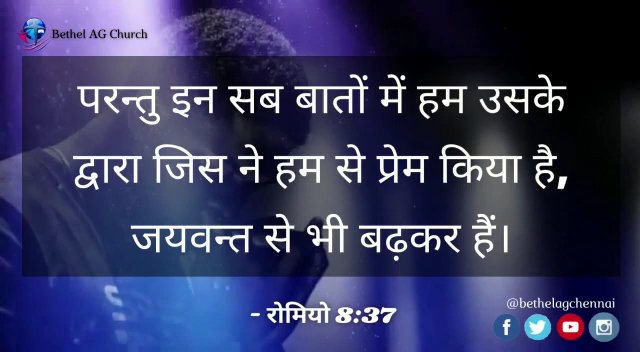 Bethel AG Church
परन्तु इन सब बातों में हम उसके
द्वारा जिस ने हम से प्रेम किया है,
जयवन्त से भी बढ़कर हैं।
- रोमियो 8:37
@bethelagchennai